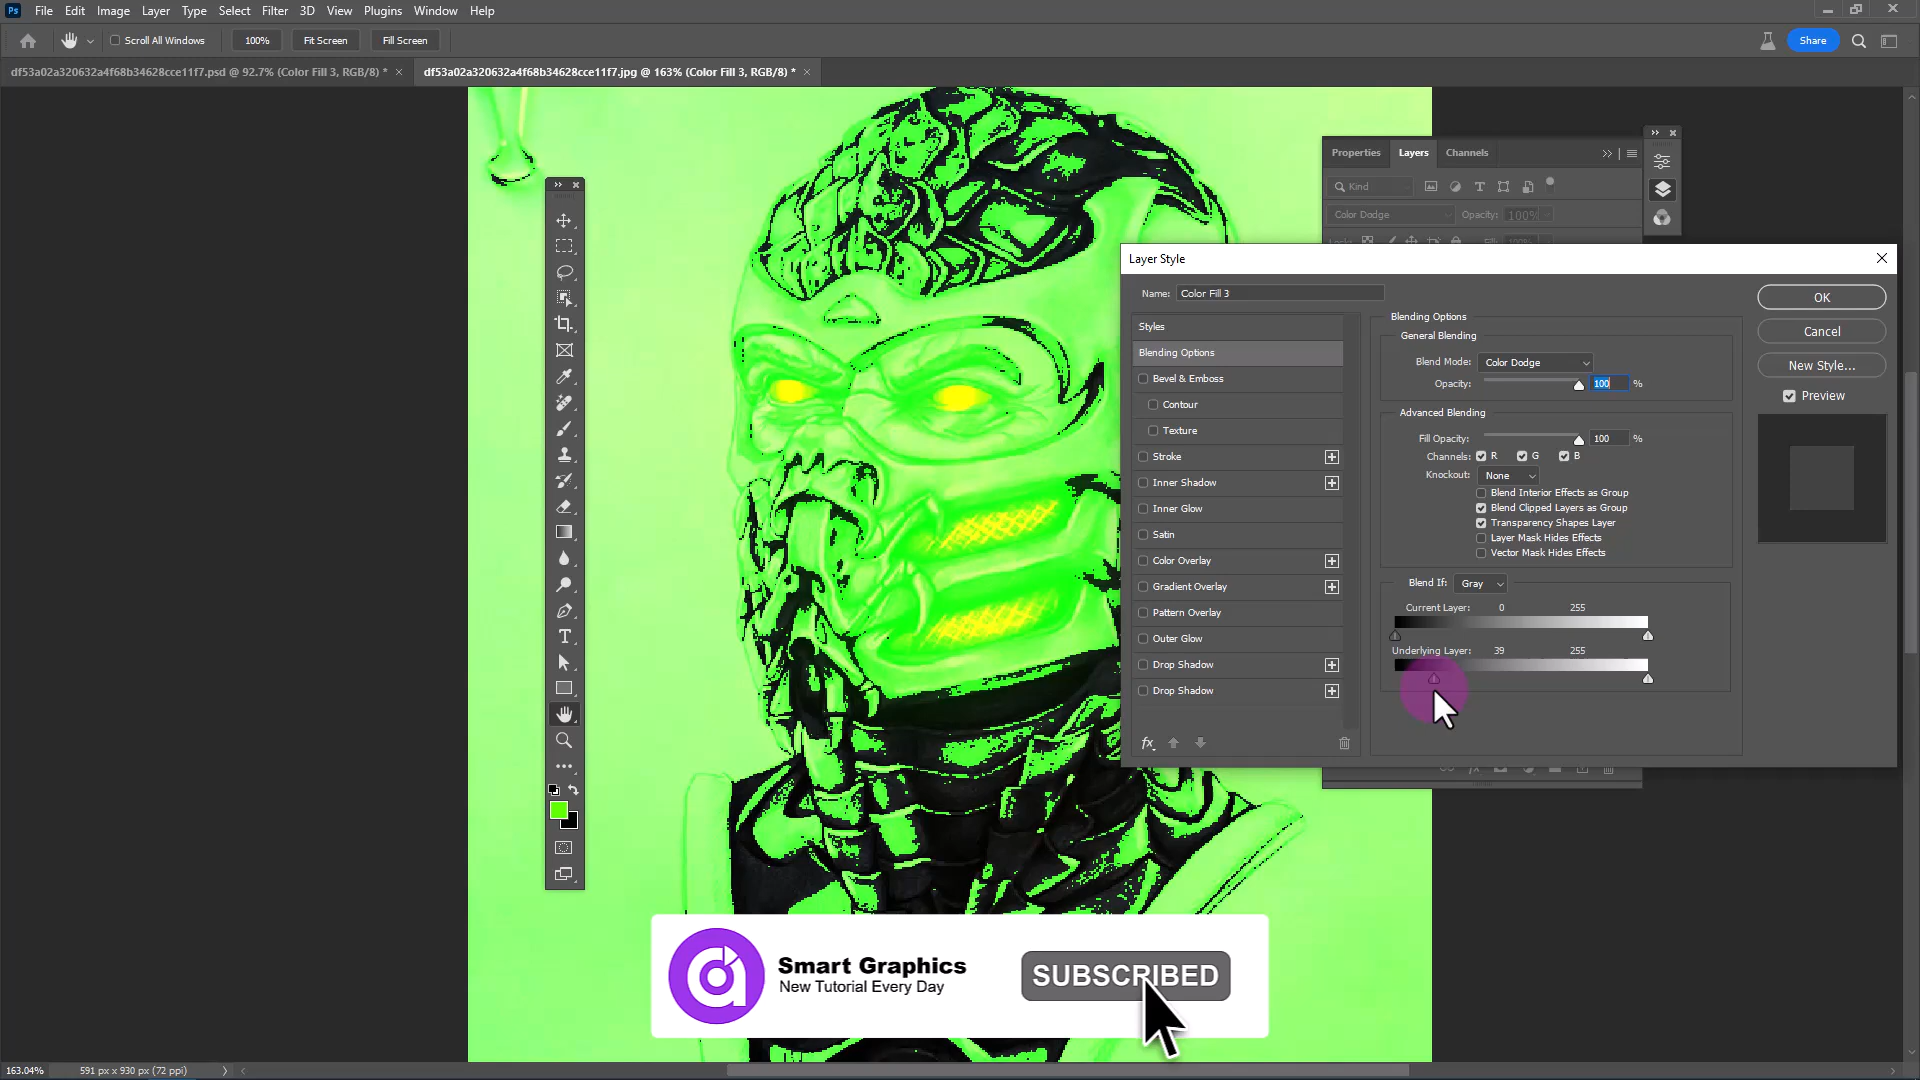 Ps File Edit Image Layer Type Select Filter 3D View Plugins Window Help
Scroll All Windows 100% Fit Screen Fill Screen Share
df53a02a320632a4f68b34628cce11f7.psd @ 92.7% (Color Fill 3, RGB/8) * × df53a02a320632a4f68b34628cce11f7.jpg @ 163% (Color Fill 3, RGB/8) * ×
Properties Layers Channels
Kind
Color Dodge Opacity: 100%
Layer Style
Name: Color Fill 3
OK
Cancel
New Style...
Preview
Styles
Blending Options
Bevel & Emboss
Contour
Texture
Stroke
Inner Shadow
Inner Glow
Satin
Color Overlay
Gradient Overlay
Pattern Overlay
Outer Glow
Drop Shadow
Drop Shadow
fx
Blending Options
General Blending
Blend Mode: Color Dodge
Opacity: 100 %
Advanced Blending
Fill Opacity: 100 %
Channels: R G B
Knockout: None
Blend Interior Effects as Group
Blend Clipped Layers as Group
Transparency Shapes Layer
Layer Mask Hides Effects
Vector Mask Hides Effects
Blend If: Gray
Current Layer: 0 255
Underlying Layer: 39 255
Smart Graphics
New Tutorial Every Day
SUBSCRIBED
163.04% 591 px x 930 px (72 ppi)